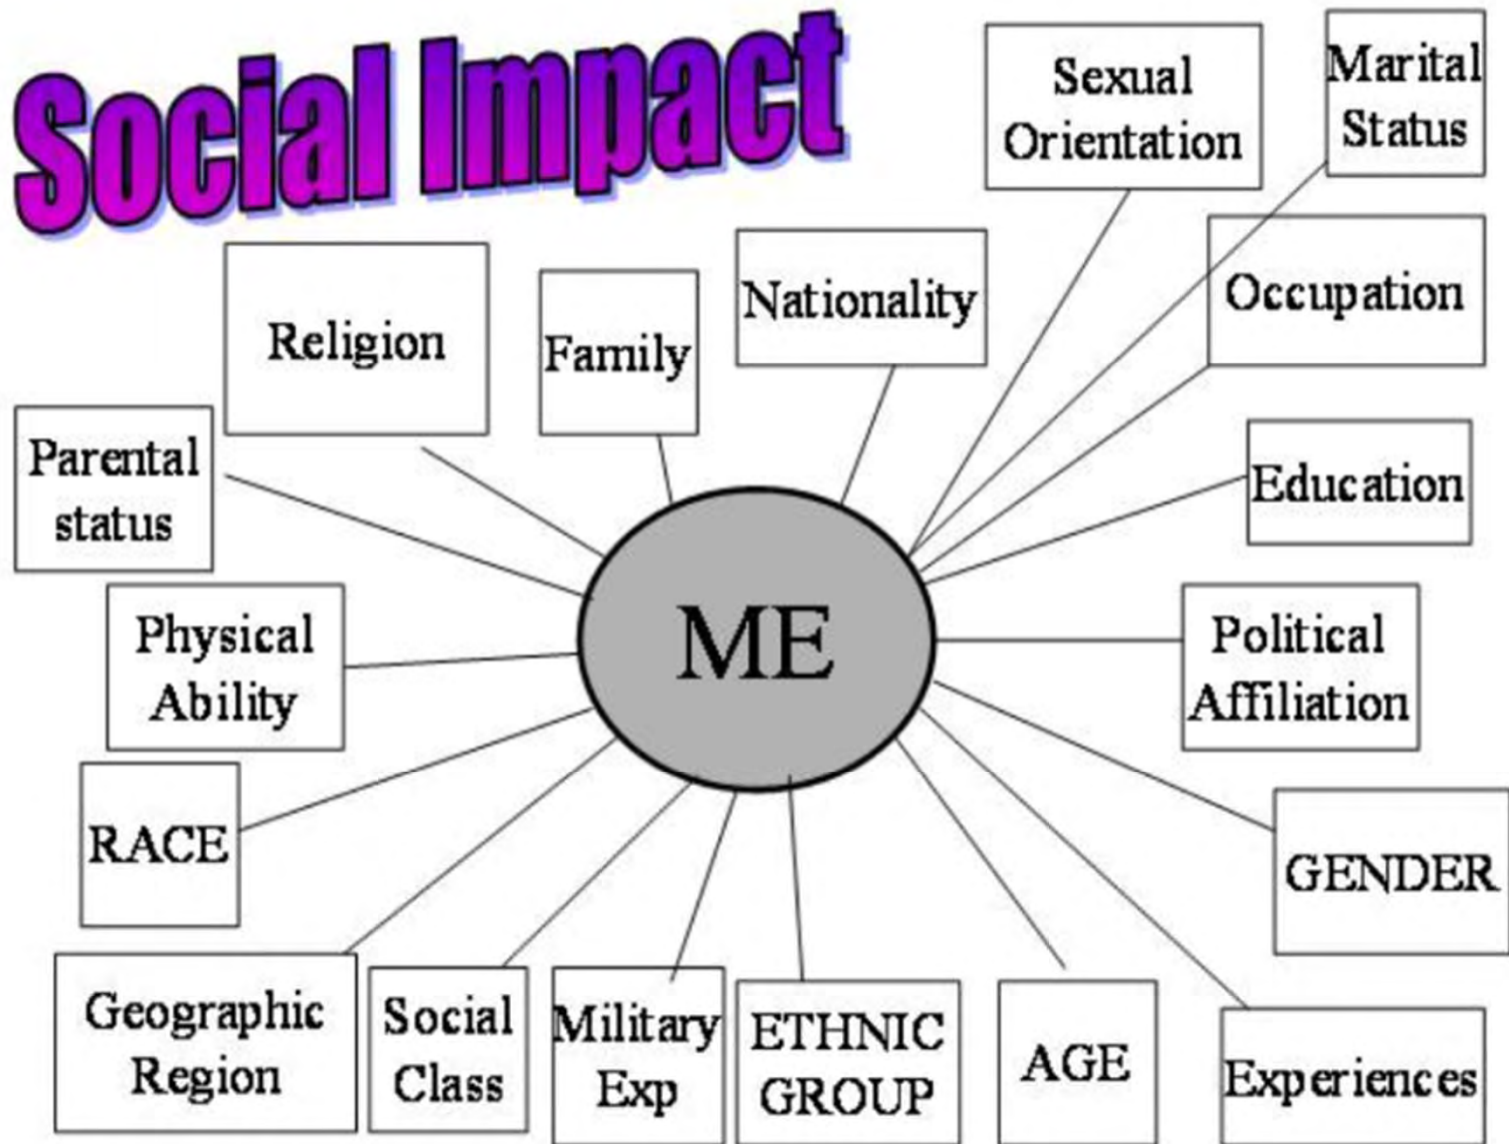 Social Impact
Sexual
Orientation
Marital
Status
Religion
Family
Nationality
Occupation
Parental
status
Education
Physical
Ability
ME
Political
Affiliation
RACE
GENDER
Geographic
Region
Social
Class
Military
Exp
ETHNIC
GROUP
AGE
Experiences